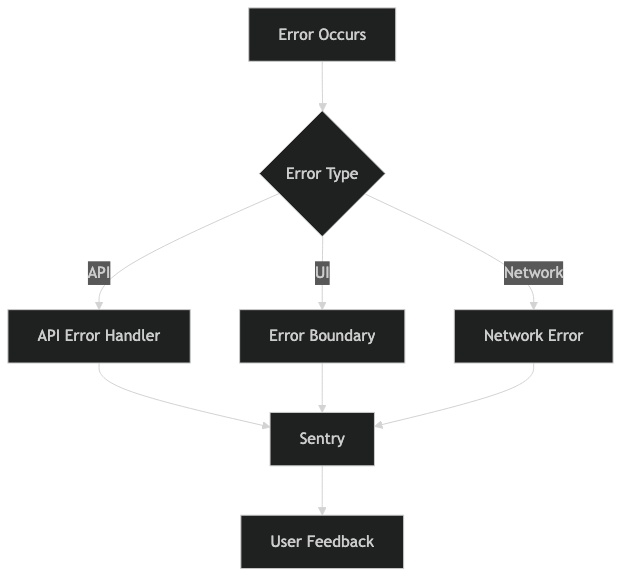 Error Occurs
Error Type
API
UI
Network
API Error Handler
Error Boundary
Network Error
Sentry
User Feedback